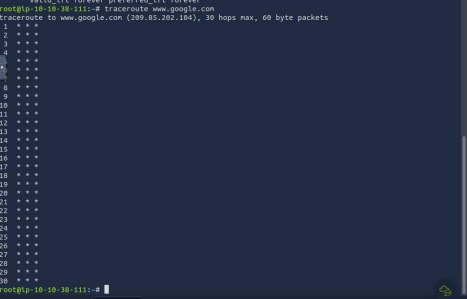 valid_lft forever preferred_lft forever
root@ip-10-10-38-111:~# traceroute www.google.com
traceroute to www.google.com (209.85.202.104), 30 hops max, 60 byte packets
1 * * *
2 * * *
3 * * *
4 * * *
* * *
* * *
* * *
8 * * *
9 * * *
10 * * *
11 * * *
12 * * *
13 * * *
14 * * *
15 * * *
16 * * *
17 * * *
18 * * *
19 * * *
20 * * *
21 * * *
22 * * *
23 * * *
24 * * *
25 * * *
26 * * *
27 * * *
28 * * *
29 * * *
30 * * *
root@ip-10-10-38-111:~#